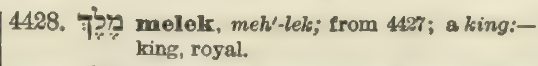 4428. מֶלֶךְ melek, meh'-lek; from 4427; a king:—
king, royal.